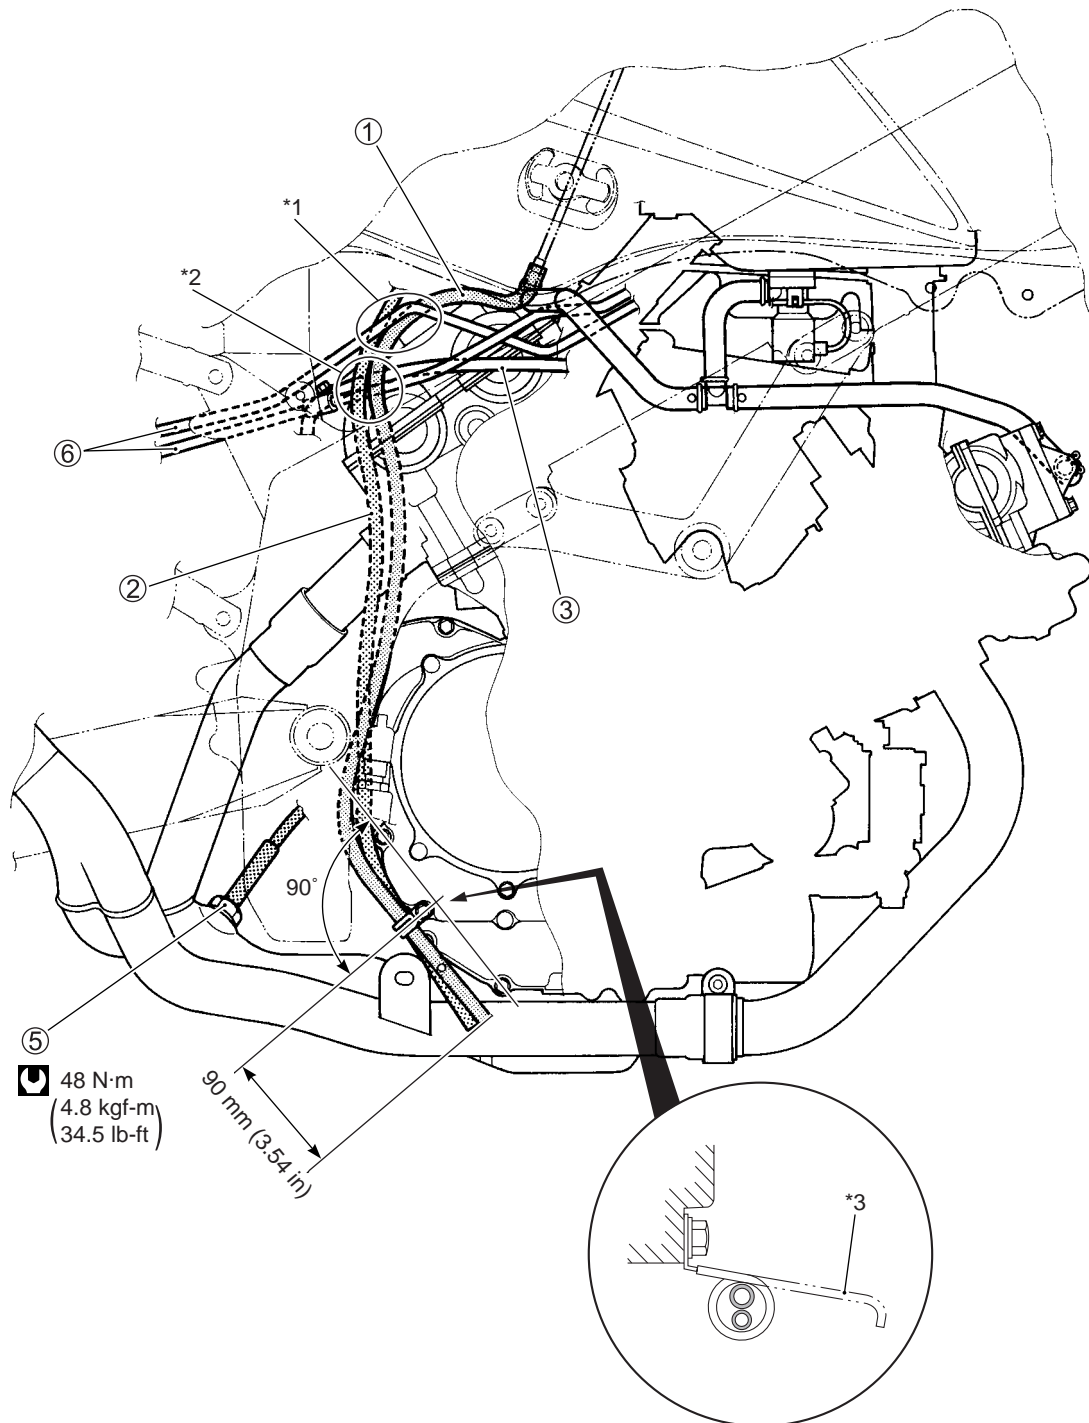 ①
*1
*2
⑥
②
③
90°
⑤
48 N·m
(4.8 kgf-m
34.5 lb-ft)
90 mm (3.54 in)
*3